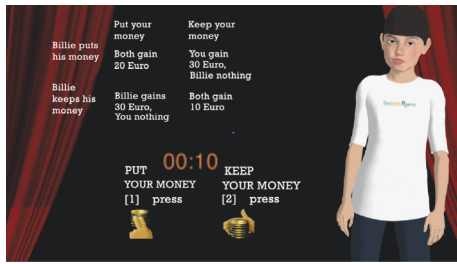 Put your
money
Keep your
money
Billie puts
his money
Both gain
20 Euro
You gain
30 Euro,
Billie nothing
Billie
keeps his
money
Billie gains
30 Euro,
You nothing
Both gain
10 Euro
00:10
PUT
YOUR MONEY
[1] press
KEEP
YOUR MONEY
[2] press